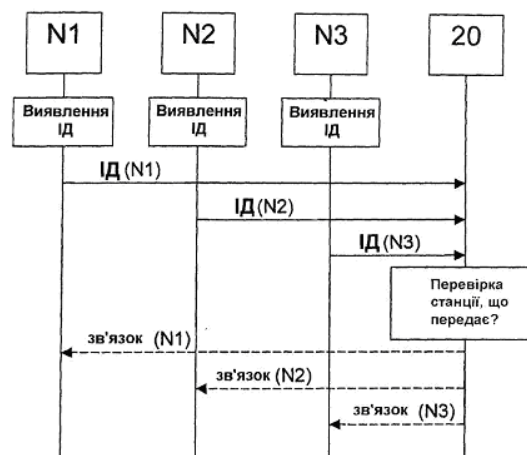 N1 N2 N3 20
Виявлення ІД
Виявлення ІД
Виявлення ІД
ІД (N1)
ІД (N2)
ІД (N3)
Перевірка
станції, що
передає?
зв'язок (N1)
зв'язок (N2)
зв'язок (N3)